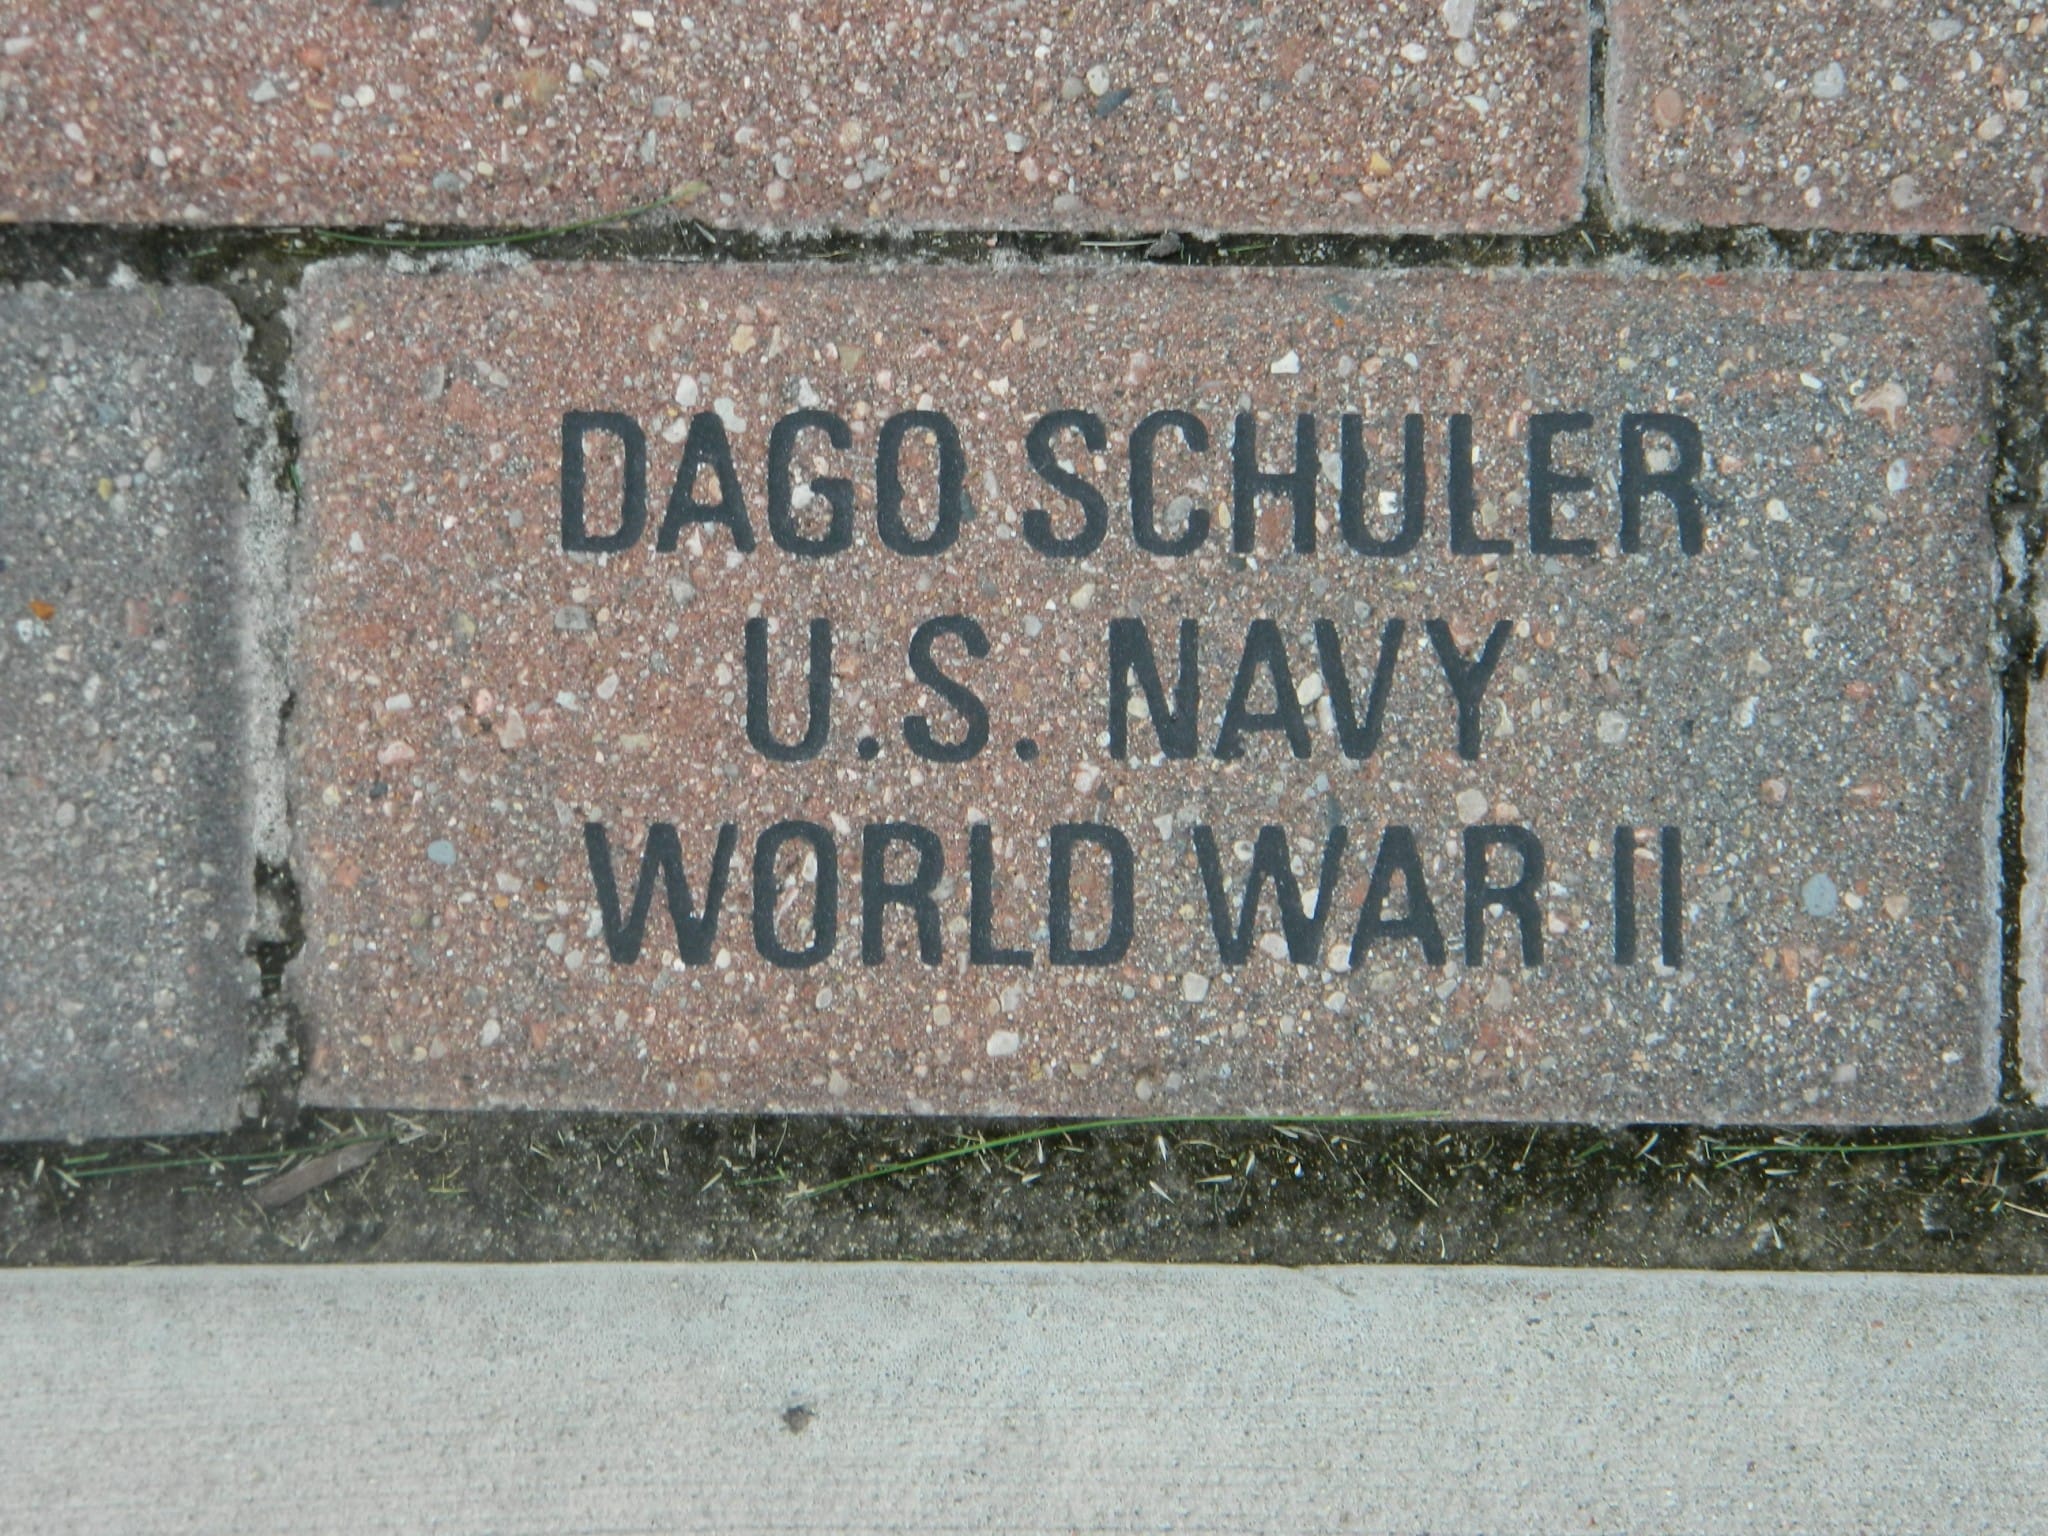 DAGO SCHULER
U.S. NAVY
WORLD WAR II